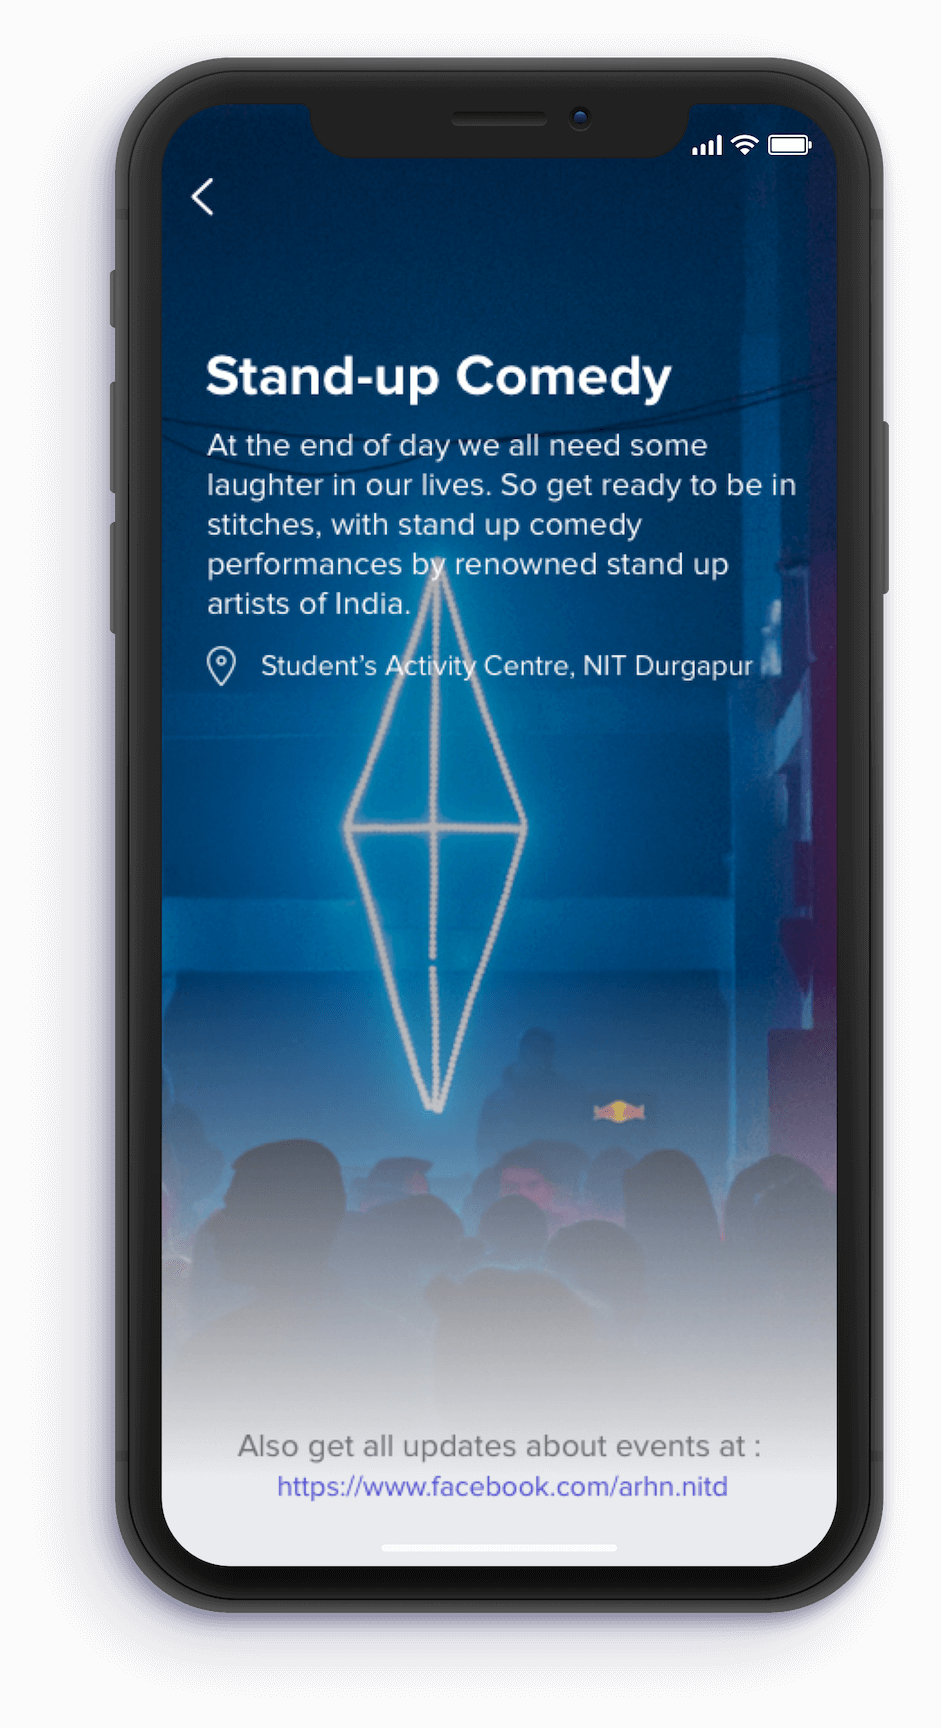 Stand-up Comedy
At the end of day we all need some
laughter in our lives. So get ready to be in
stitches, with stand up comedy
performances by renowned stand up
artists of India.
Student’s Activity Centre, NIT Durgapur
Also get all updates about events at :
https://www.facebook.com/arhn.nitd